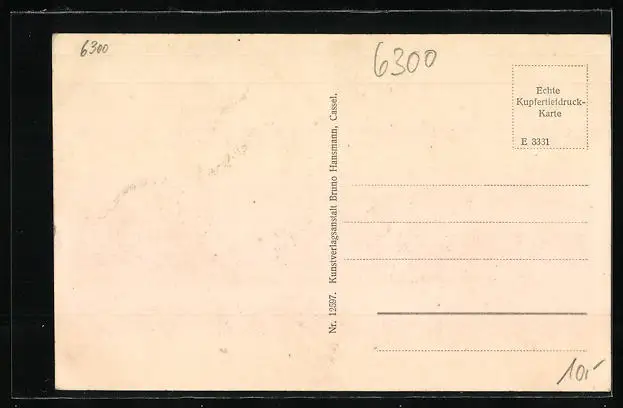 6300
6300
Echte
Kupfertiefdruck-
Karte
E 3331
Nr. 12597. Kunstverlagsanstalt Bruno Hansmann, Cassel.
10,-